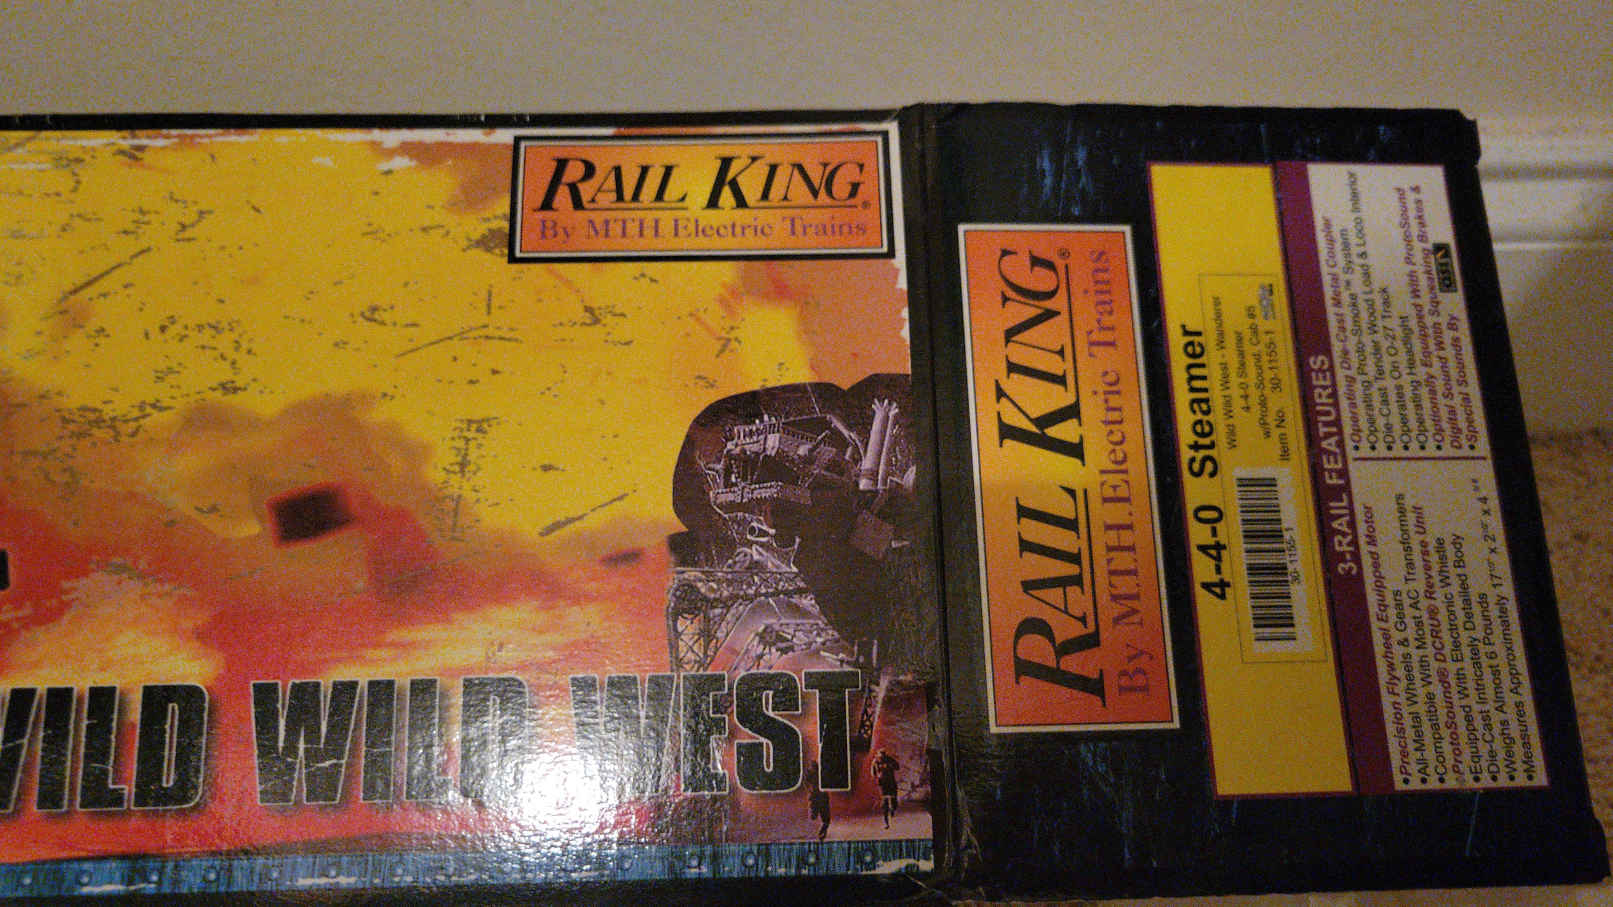 RAIL KING®
By MTH Electric Trains
WILD WILD WEST
RAIL KING®
By MTH Electric Trains
4-4-0 Steamer
Wild Wild West - Wanderer
4-4-0 Steamer
w/Proto-Sound, Cab #5
Item No. 30-1155-1
30-1155-1
3-RAIL FEATURES
•Precision Flywheel Equipped Motor
•All-Metal Wheels & Gears
•Compatible With Most AC Transformers
•ProtoSound® DCRU® Reverse Unit
•Equipped With Electronic Whistle
•Die-Cast Intricately Detailed Body
•Weighs Almost 6 Pounds
•Measures Approximately 17" x 2" x 4"
•Operating Die-Cast Metal Coupler
•Operating Proto-Smoke™ System
•Die-Cast Tender Wood Load & Loco Interior
•Operates On O-27 Track
•Operating Headlight
•Optionally Equipped With ProtoSound
Digital Sound With Squeaking Brakes &
•Special Sounds By